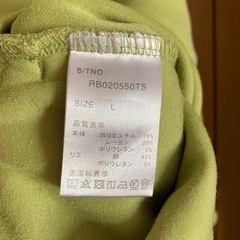 S/TNO.
RB020550TS
SIZE L
品質表示
本体 ポリエステル 74%
レーヨン 20%
ポリウレタン 6%
リブ 綿 95%
ポリウレタン 5%
洗濯絵表示